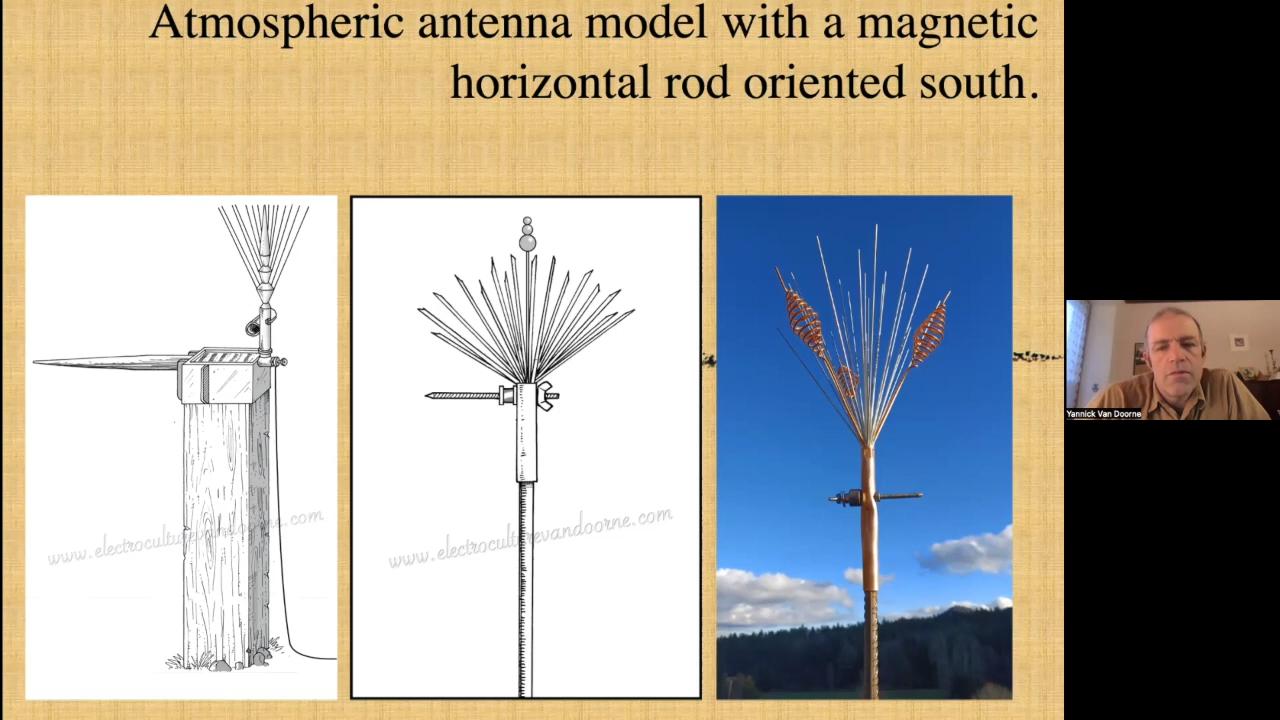 Atmospheric antenna model with a magnetic
horizontal rod oriented south.
www.electroculturevandoorne.com
www.electroculturevandoorne.com
Yannick Van Doorne